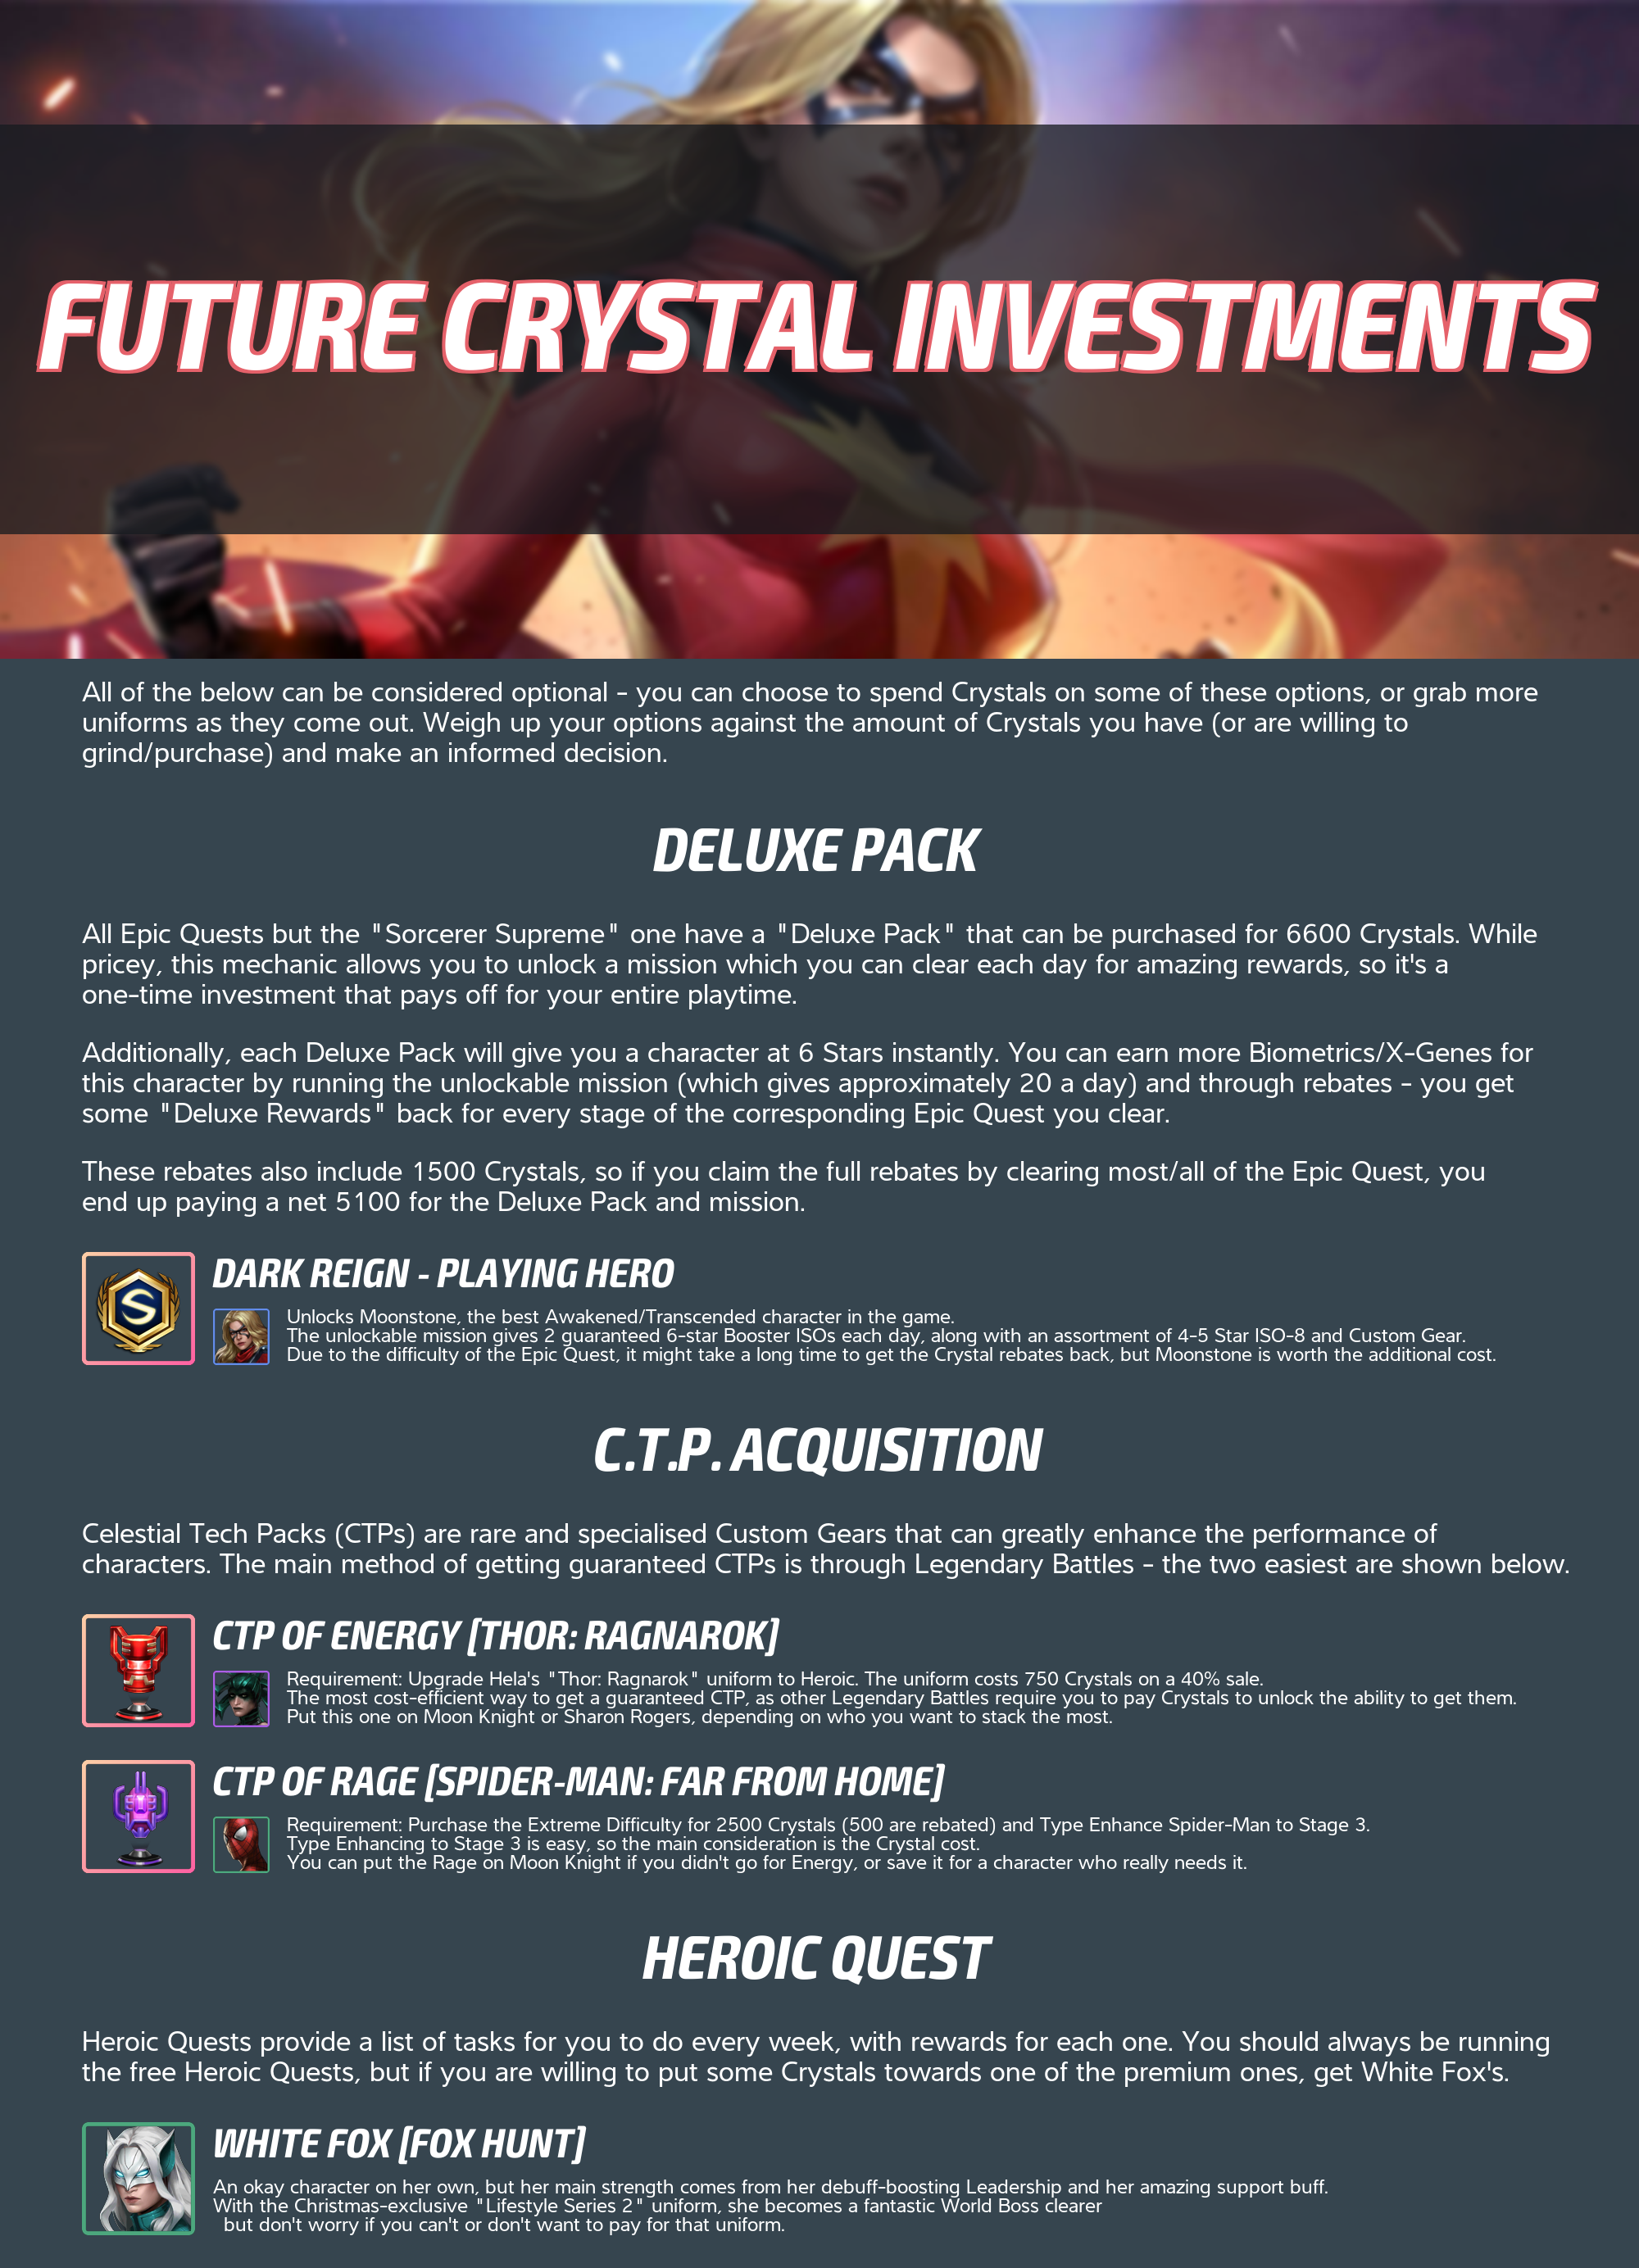 FUTURE CRYSTAL INVESTMENTS
All of the below can be considered optional - you can choose to spend Crystals on some of these options, or grab more
uniforms as they come out. Weigh up your options against the amount of Crystals you have (or are willing to
grind/purchase) and make an informed decision.
DELUXE PACK
All Epic Quests but the "Sorcerer Supreme" one have a "Deluxe Pack" that can be purchased for 6600 Crystals. While
pricey, this mechanic allows you to unlock a mission which you can clear each day for amazing rewards, so it's a
one-time investment that pays off for your entire playtime.
Additionally, each Deluxe Pack will give you a character at 6 Stars instantly. You can earn more Biometrics/X-Genes for
this character by running the unlockable mission (which gives approximately 20 a day) and through rebates - you get
some "Deluxe Rewards" back for every stage of the corresponding Epic Quest you clear.
These rebates also include 1500 Crystals, so if you claim the full rebates by clearing most/all of the Epic Quest, you
end up paying a net 5100 for the Deluxe Pack and mission.
S
DARK REIGN - PLAYING HERO
Unlocks Moonstone, the best Awakened/Transcended character in the game.
The unlockable mission gives 2 guaranteed 6-star Booster ISOs each day, along with an assortment of 4-5 Star ISO-8 and Custom Gear.
Due to the difficulty of the Epic Quest, it might take a long time to get the Crystal rebates back, but Moonstone is worth the additional cost.
C.T.P. ACQUISITION
Celestial Tech Packs (CTPs) are rare and specialised Custom Gears that can greatly enhance the performance of
characters. The main method of getting guaranteed CTPs is through Legendary Battles - the two easiest are shown below.
CTP OF ENERGY [THOR: RAGNAROK]
Requirement: Upgrade Hela's "Thor: Ragnarok" uniform to Heroic. The uniform costs 750 Crystals on a 40% sale.
The most cost-efficient way to get a guaranteed CTP, as other Legendary Battles require you to pay Crystals to unlock the ability to get them.
Put this one on Moon Knight or Sharon Rogers, depending on who you want to stack the most.
CTP OF RAGE [SPIDER-MAN: FAR FROM HOME]
Requirement: Purchase the Extreme Difficulty for 2500 Crystals (500 are rebated) and Type Enhance Spider-Man to Stage 3.
Type Enhancing to Stage 3 is easy, so the main consideration is the Crystal cost.
You can put the Rage on Moon Knight if you didn't go for Energy, or save it for a character who really needs it.
HEROIC QUEST
Heroic Quests provide a list of tasks for you to do every week, with rewards for each one. You should always be running
the free Heroic Quests, but if you are willing to put some Crystals towards one of the premium ones, get White Fox's.
WHITE FOX [FOX HUNT]
An okay character on her own, but her main strength comes from her debuff-boosting Leadership and her amazing support buff.
With the Christmas-exclusive "Lifestyle Series 2" uniform, she becomes a fantastic World Boss clearer
but don't worry if you can't or don't want to pay for that uniform.